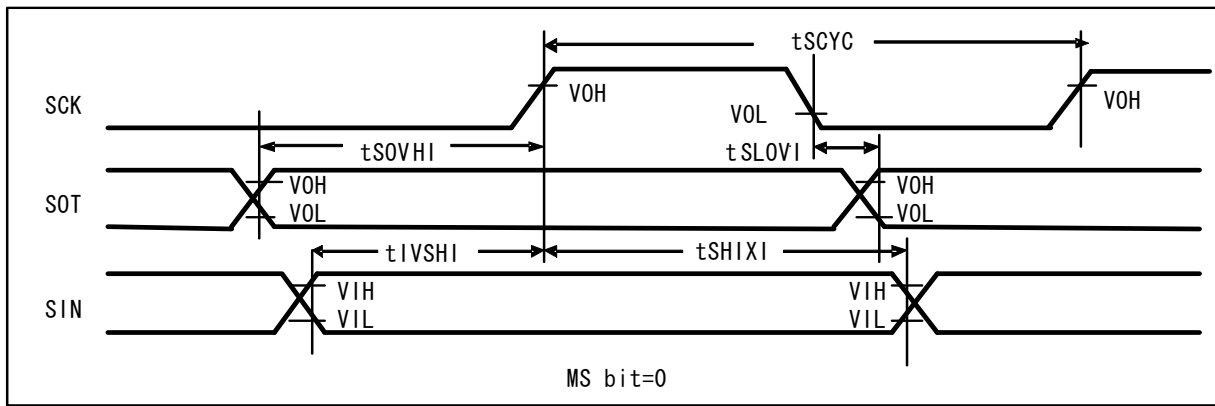 tSCYC
SCK
VOH
VOL
VOH
tSOVHI
tSLOVI
SOT
VOH
VOL
VOH
VOL
tIVSHI
tSHIXI
SIN
VIH
VIL
VIH
VIL
MS bit=0